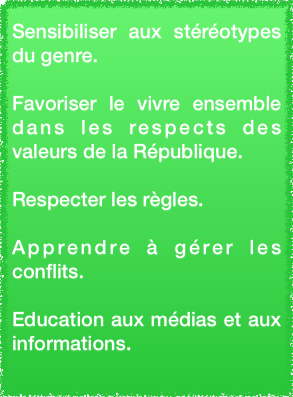 Sensibiliser aux stéréotypes
du genre.
Favoriser le vivre ensemble
dans les respects des
valeurs de la République.
Respecter les règles.
Apprendre à gérer les
conflits.
Education aux médias et aux
informations.